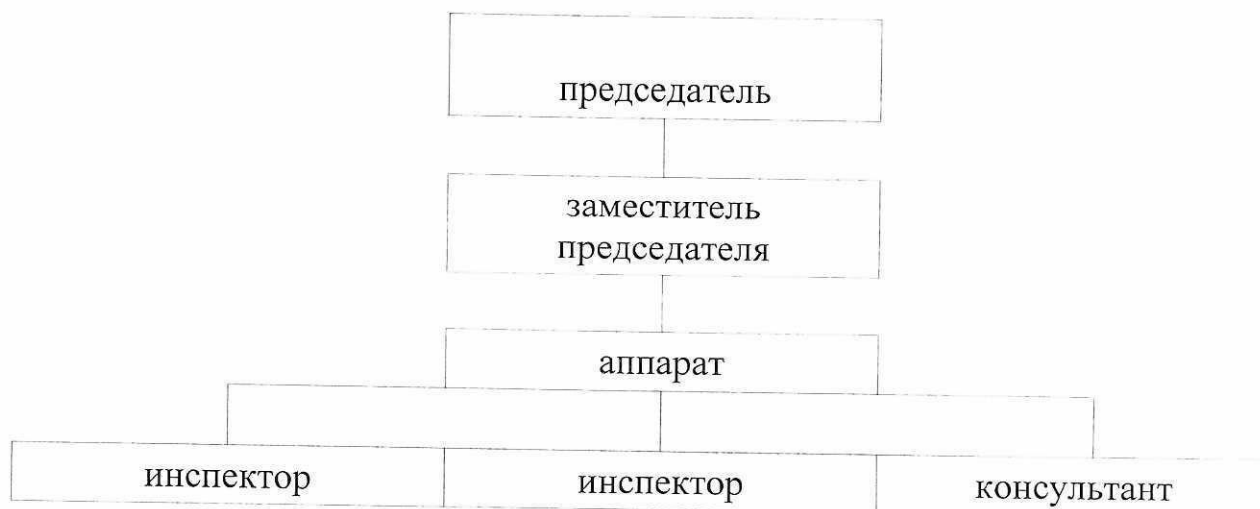 председатель
заместитель
председателя
аппарат
инспектор
инспектор
консультант